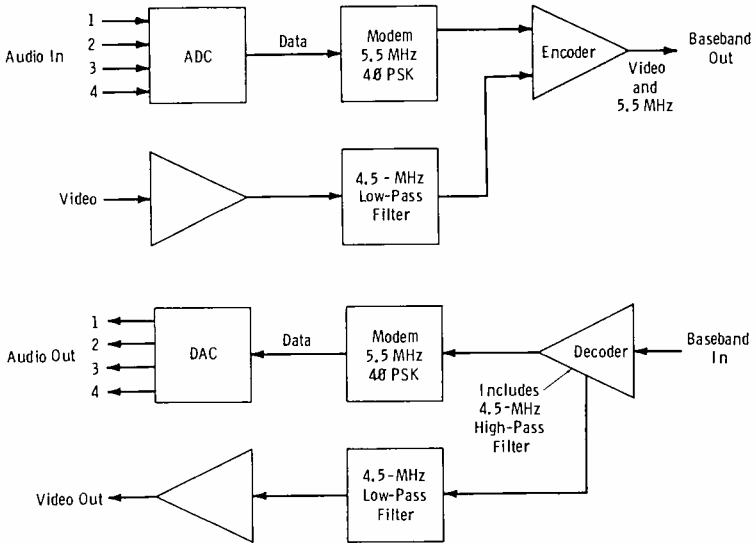 Audio In
1
2
3
4
ADC
Data
Modem
5.5 MHz
4Ø PSK
Encoder
Video
and
5.5 MHz
Baseband
Out
Video
4.5 - MHz
Low-Pass
Filter
Audio Out
1
2
3
4
DAC
Data
Modem
5.5 MHz
4Ø PSK
Decoder
Baseband
In
Includes
4.5-MHz
High-Pass
Filter
Video Out
4.5-MHz
Low-Pass
Filter